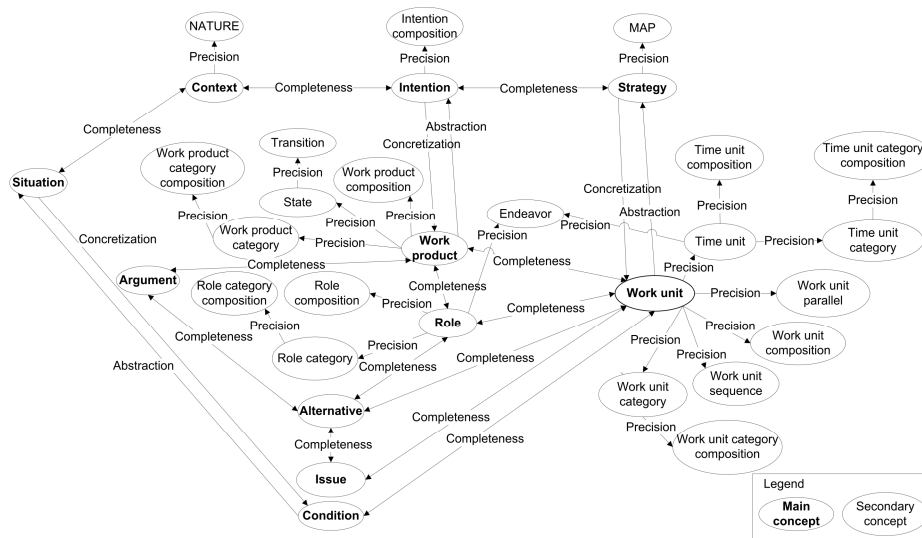 NATURE
Intention
composition
MAP
Precision
Precision
Precision
Context
Completeness
Intention
Completeness
Strategy
Completeness
Abstraction
Concretization
Transition
Work product
category
composition
Precision
Work product
composition
Time unit
composition
Time unit category
composition
Situation
State
Concretization
Precision
Precision
Precision
Precision
Endeavor
Abstraction
Precision
Work product
category
Precision
Precision
Precision
Time unit
Precision
Time unit
category
Concretization
Work
product
Completeness
Argument
Completeness
Completeness
Precision
Role category
composition
Role
composition
Work unit
Precision
Work unit
parallel
Precision
Role
Completeness
Precision
Precision
Role category
Precision
Work unit
composition
Abstraction
Completeness
Completeness
Precision
Precision
Work unit
category
Work unit
sequence
Alternative
Completeness
Completeness
Completeness
Precision
Work unit category
composition
Issue
Condition
Legend
Main
concept
Secondary
concept